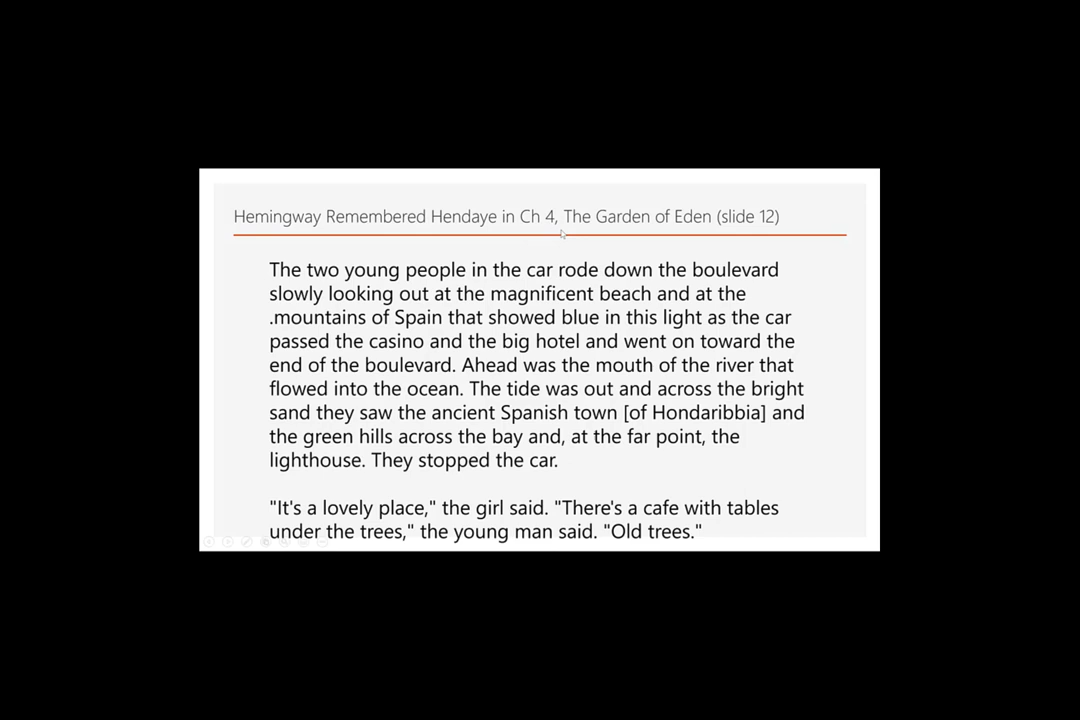 Hemingway Remembered Hendaye in Ch 4, The Garden of Eden (slide 12)
The two young people in the car rode down the boulevard
slowly looking out at the magnificent beach and at the
.mountains of Spain that showed blue in this light as the car
passed the casino and the big hotel and went on toward the
end of the boulevard. Ahead was the mouth of the river that
flowed into the ocean. The tide was out and across the bright
sand they saw the ancient Spanish town [of Hondaribbia] and
the green hills across the bay and, at the far point, the
lighthouse. They stopped the car.
"It's a lovely place," the girl said. "There's a cafe with tables
under the trees," the young man said. "Old trees."